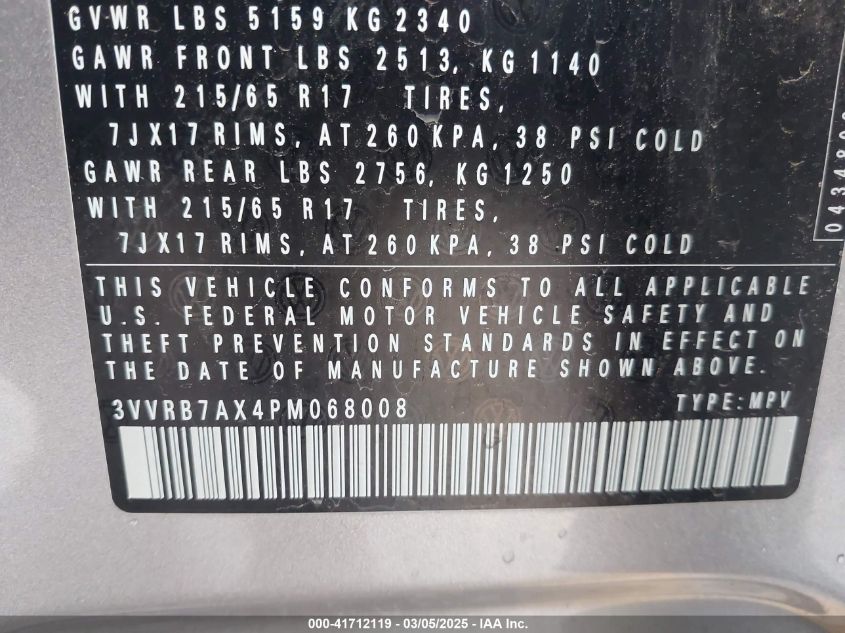 GVWR LBS 5159 KG 2340
GAWR FRONT LBS 2513, KG 1140
WITH 215/65 R17 TIRES,
7JX17 RIMS, AT 260 KPA, 38 PSI COLD
GAWR REAR LBS 2756, KG 1250
WITH 215/65 R17 TIRES,
7JX17 RIMS, AT 260 KPA, 38 PSI COLD
THIS VEHICLE CONFORMS TO ALL APPLICABLE
U.S. FEDERAL MOTOR VEHICLE SAFETY AND
THEFT PREVENTION STANDARDS IN EFFECT ON
THE DATE OF MANUFACTURE SHOWN ABOVE.
3VVRB7AX4PM068008 TYPE:MPV
000-41712119 - 03/05/2025 - IAA Inc.